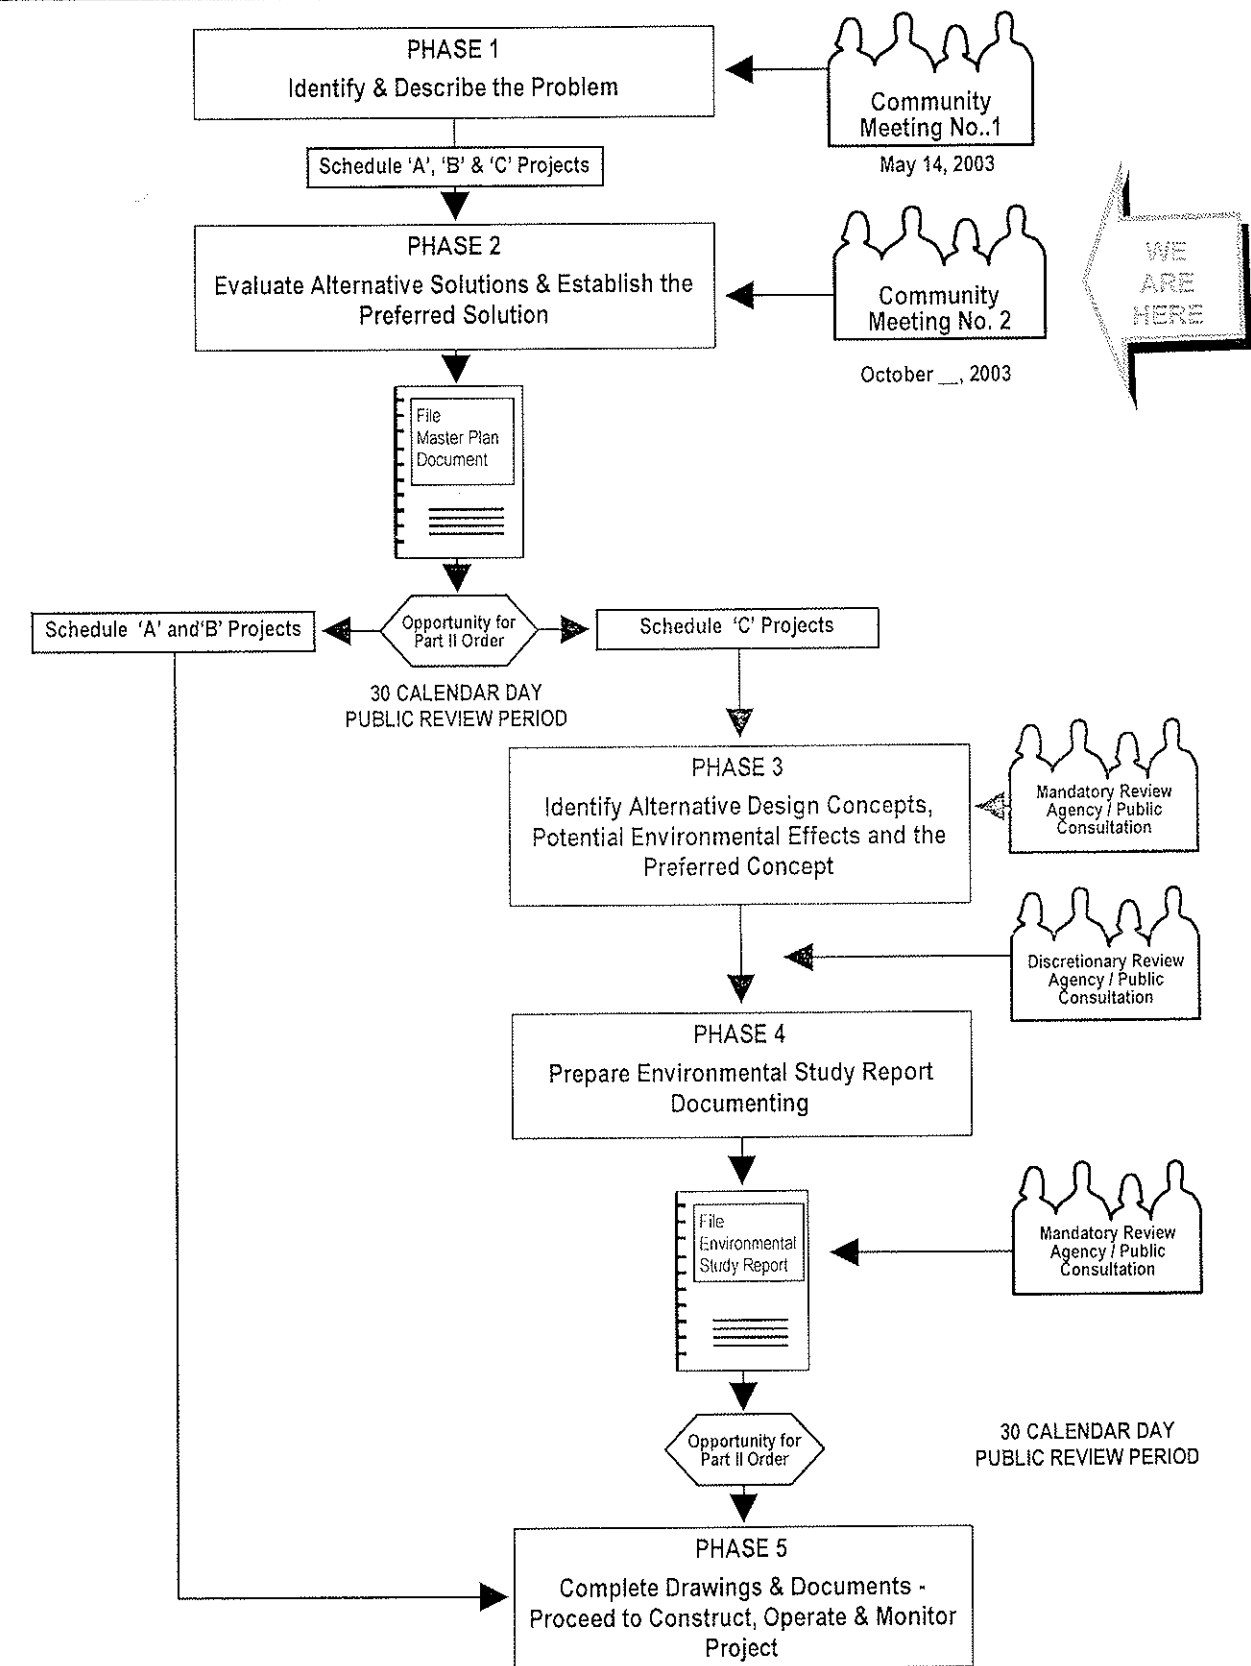 PHASE 1
Identify & Describe the Problem
Community
Meeting No..1
May 14, 2003
Schedule 'A', 'B' & 'C' Projects
PHASE 2
Evaluate Alternative Solutions & Establish the
Preferred Solution
Community
Meeting No. 2
October __, 2003
WE
ARE
HERE
File
Master Plan
Document
Schedule 'A' and'B' Projects
Opportunity for
Part II Order
Schedule 'C' Projects
30 CALENDAR DAY
PUBLIC REVIEW PERIOD
PHASE 3
Identify Alternative Design Concepts,
Potential Environmental Effects and the
Preferred Concept
Mandatory Review
Agency / Public
Consultation
Discretionary Review
Agency / Public
Consultation
PHASE 4
Prepare Environmental Study Report
Documenting
File
Environmental
Study Report
Mandatory Review
Agency / Public
Consultation
Opportunity for
Part II Order
30 CALENDAR DAY
PUBLIC REVIEW PERIOD
PHASE 5
Complete Drawings & Documents -
Proceed to Construct, Operate & Monitor
Project